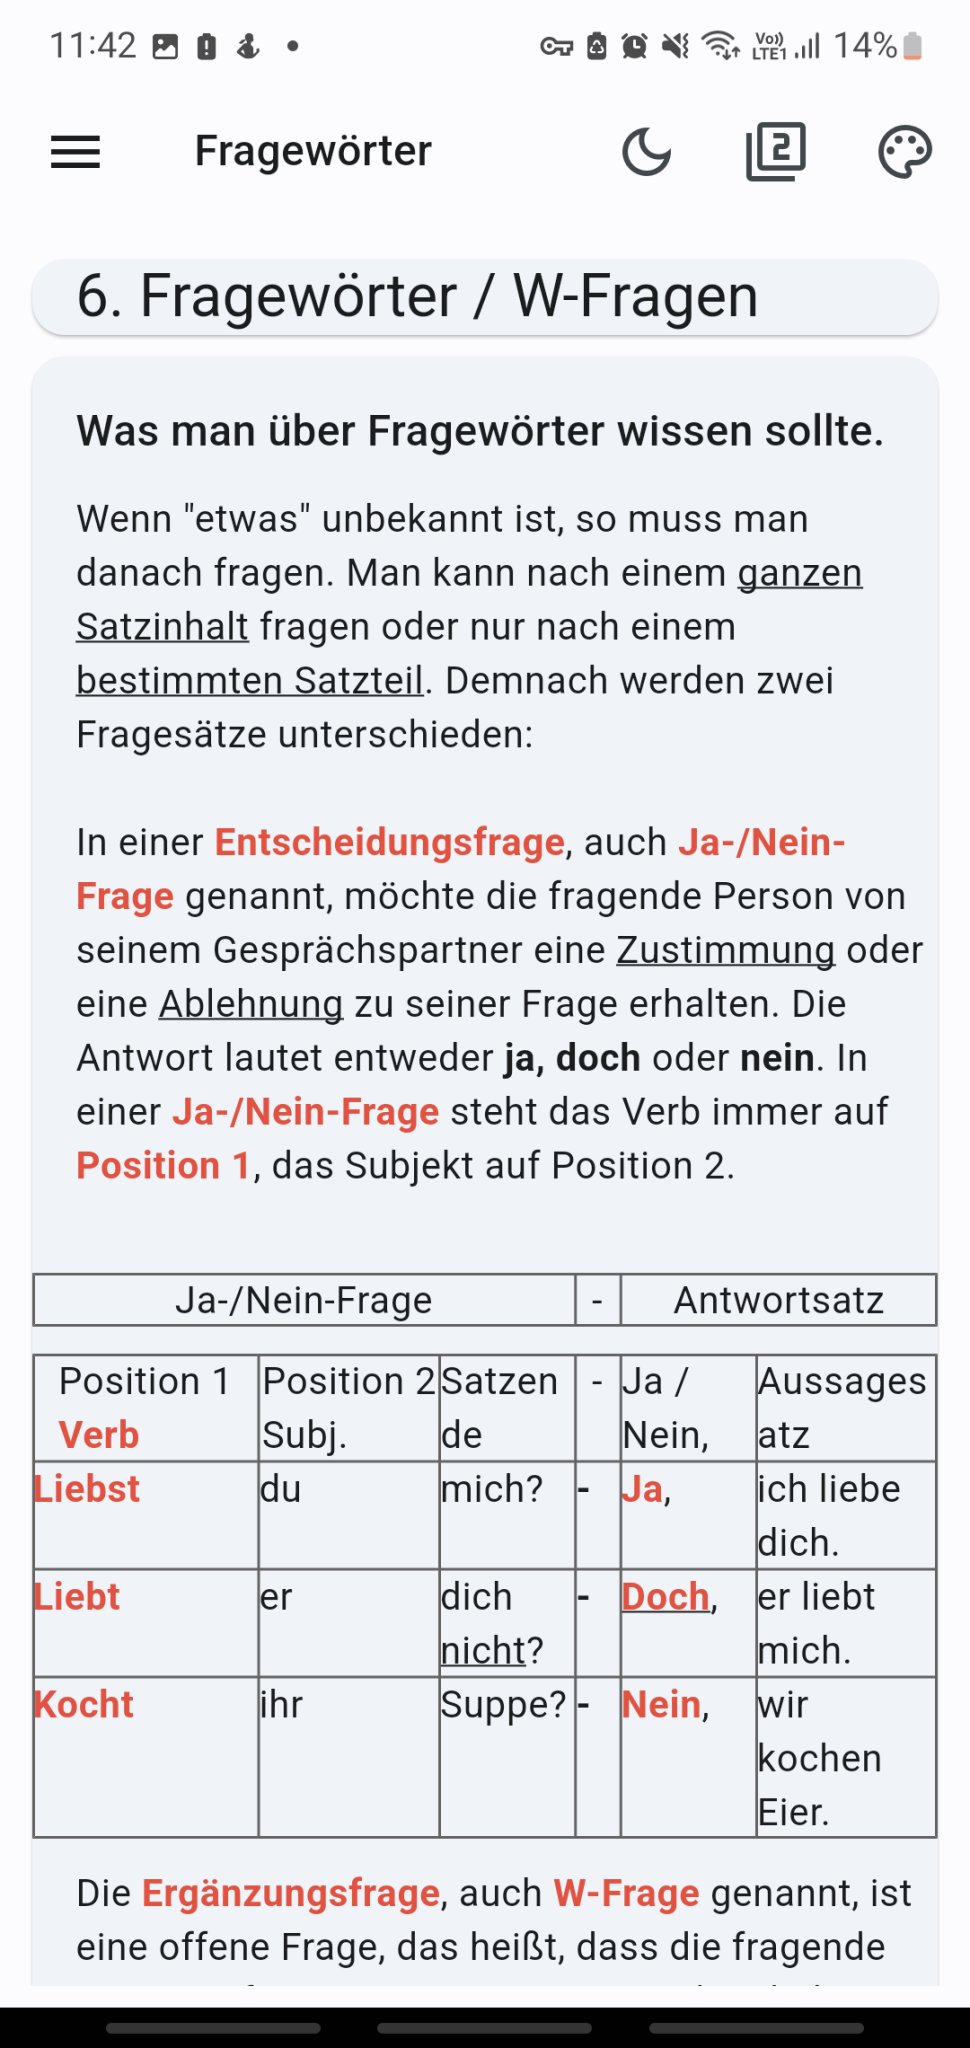 11:42
Vo))
LTE1
14%
Fragewörter
2
6. Fragewörter / W-Fragen
Was man über Fragewörter wissen sollte.
Wenn "etwas" unbekannt ist, so muss man
danach fragen. Man kann nach einem ganzen
Satzinhalt fragen oder nur nach einem
bestimmten Satzteil. Demnach werden zwei
Fragesätze unterschieden:
In einer Entscheidungsfrage, auch Ja-/Nein-
Frage genannt, möchte die fragende Person von
seinem Gesprächspartner eine Zustimmung oder
eine Ablehnung zu seiner Frage erhalten. Die
Antwort lautet entweder ja, doch oder nein. In
einer Ja-/Nein-Frage steht das Verb immer auf
Position 1, das Subjekt auf Position 2.
Ja-/Nein-Frage - Antwortsatz
Position 1 Position 2 Satzen - Ja / Aussages
Verb Subj. de Nein, atz
Liebst du mich? - Ja, ich liebe
dich.
Liebt er dich - Doch, er liebt
nicht? mich.
Kocht ihr Suppe? - Nein, wir
kochen
Eier.
Die Ergänzungsfrage, auch W-Frage genannt, ist
eine offene Frage, das heißt, dass die fragende